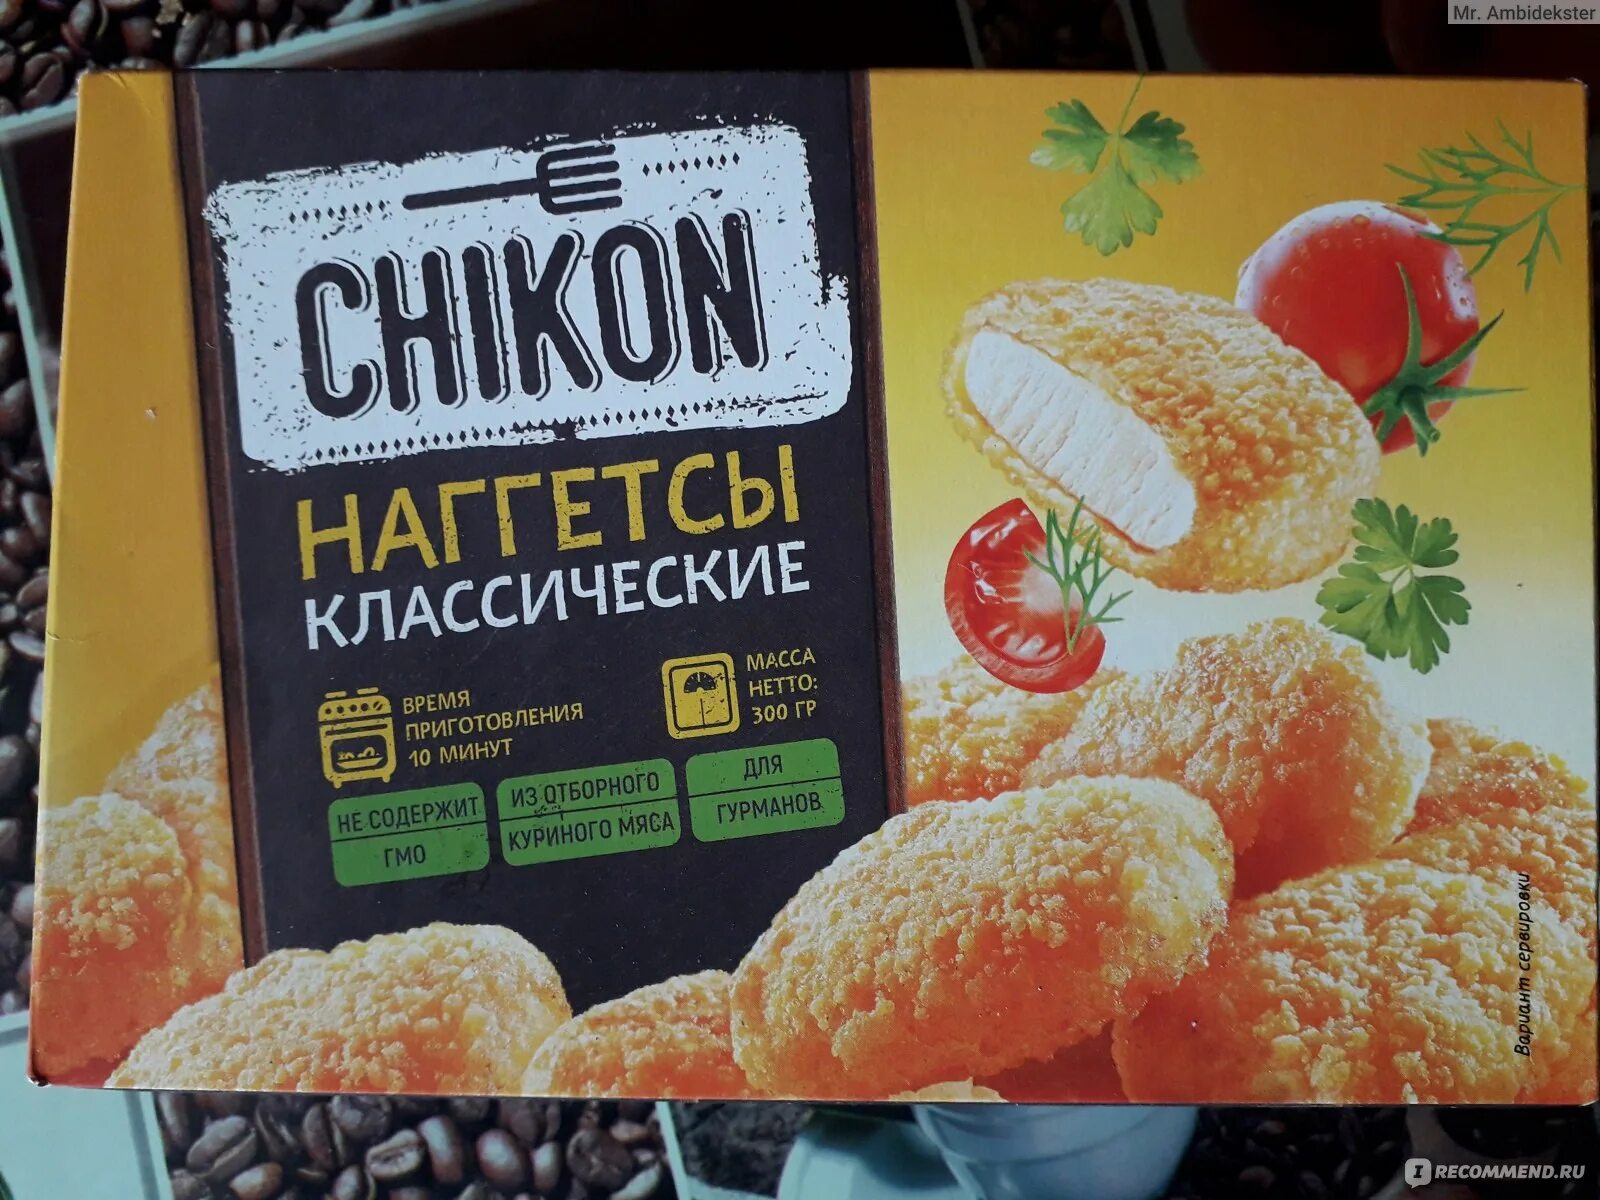 Mr. Ambidekster
CHIKON
НАГГЕТСЫ
КЛАССИЧЕСКИЕ
ВРЕМЯ
ПРИГОТОВЛЕНИЯ
10 МИНУТ
МАССА
НЕТТО:
300 ГР
НЕ СОДЕРЖИТ
ГМО
ИЗ ОТБОРНОГО
КУРИНОГО МЯСА
ДЛЯ
ГУРМАНОВ
Вариант сервировки
I RECOMMEND.RU